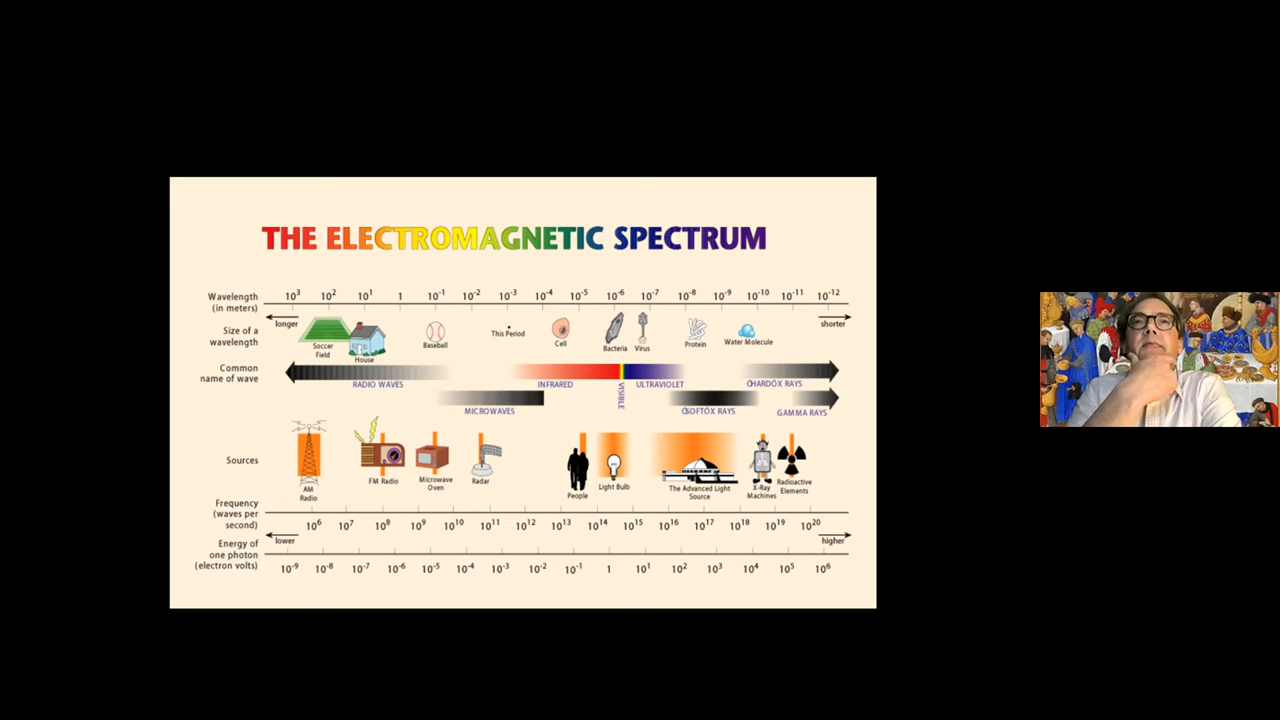 THE ELECTROMAGNETIC SPECTRUM
Wavelength
(in meters)
10³ 10² 10¹ 1 10⁻¹ 10⁻² 10⁻³ 10⁻⁴ 10⁻⁵ 10⁻⁶ 10⁻⁷ 10⁻⁸ 10⁻⁹ 10⁻¹⁰ 10⁻¹¹ 10⁻¹²
longer
shorter
Size of a
wavelength
Soccer
Field
House
Baseball
This Period
Cell
Bacteria
Virus
Protein
Water Molecule
Common
name of wave
RADIO WAVES
MICROWAVES
INFRARED
VISIBLE
ULTRAVIOLET
ÒSOFTÓX RAYS
ÒHARDÓX RAYS
GAMMA RAYS
Sources
AM
Radio
FM Radio
Microwave
Oven
Radar
People
Light Bulb
The Advanced Light
Source
X-Ray
Machines
Radioactive
Elements
Frequency
(waves per
second)
10⁶ 10⁷ 10⁸ 10⁹ 10¹⁰ 10¹¹ 10¹² 10¹³ 10¹⁴ 10¹⁵ 10¹⁶ 10¹⁷ 10¹⁸ 10¹⁹ 10²⁰
lower
higher
Energy of
one photon
(electron volts)
10⁻⁹ 10⁻⁸ 10⁻⁷ 10⁻⁶ 10⁻⁵ 10⁻⁴ 10⁻³ 10⁻² 10⁻¹ 1 10¹ 10² 10³ 10⁴ 10⁵ 10⁶